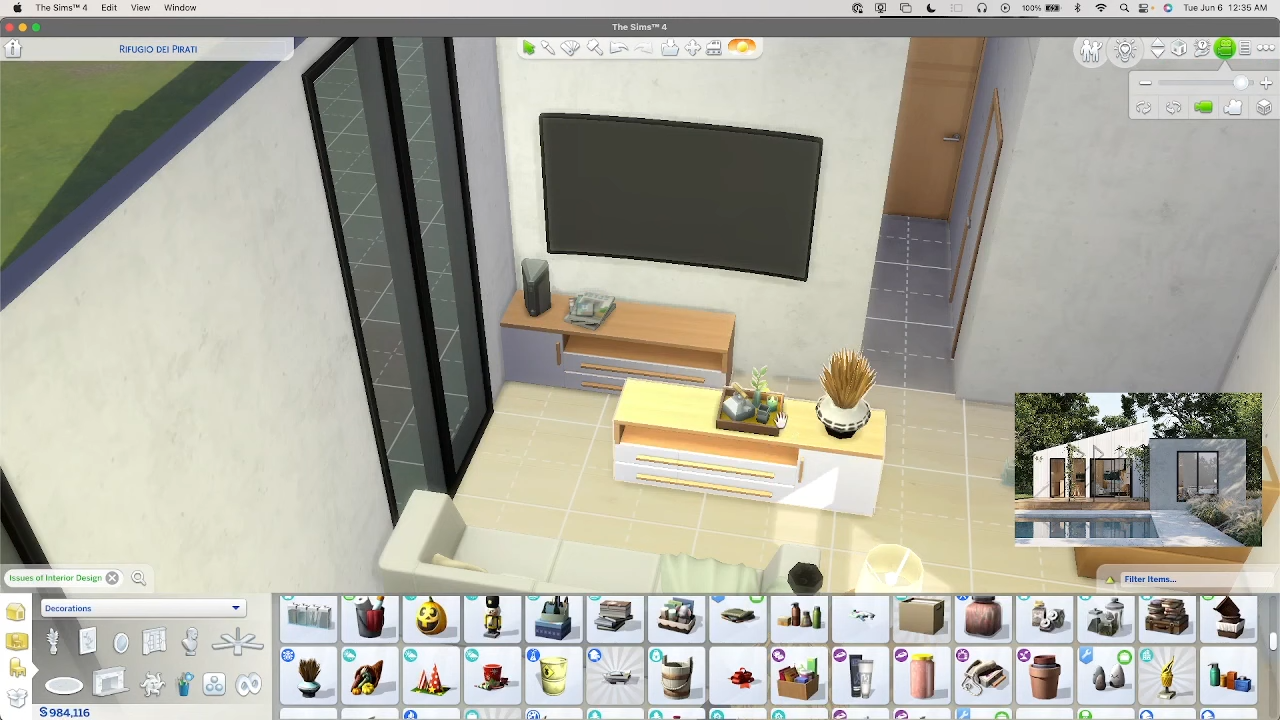 The Sims™ 4 Edit View Window
100% Tue Jun 6 12:35 AM
The Sims™ 4
RIFUGIO DEI PIRATI
Issues of Interior Design
Filter Items...
Decorations
§984,116